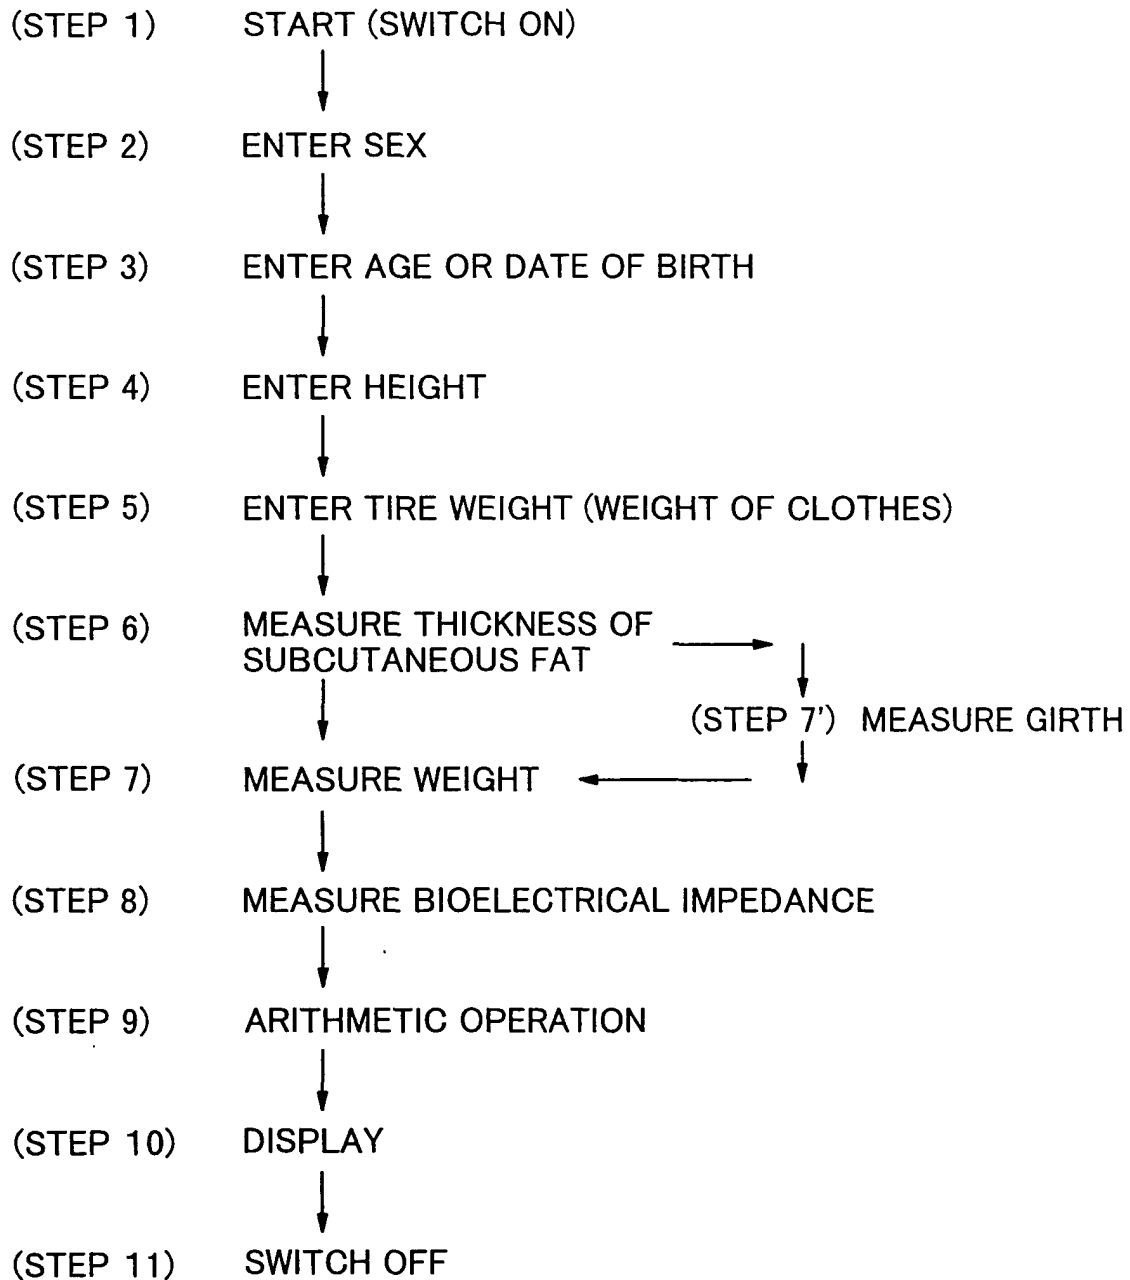 (STEP 1) START (SWITCH ON)
(STEP 2) ENTER SEX
(STEP 3) ENTER AGE OR DATE OF BIRTH
(STEP 4) ENTER HEIGHT
(STEP 5) ENTER TIRE WEIGHT (WEIGHT OF CLOTHES)
(STEP 6) MEASURE THICKNESS OF
SUBCUTANEOUS FAT
(STEP 7') MEASURE GIRTH
(STEP 7) MEASURE WEIGHT
(STEP 8) MEASURE BIOELECTRICAL IMPEDANCE
(STEP 9) ARITHMETIC OPERATION
(STEP 10) DISPLAY
(STEP 11) SWITCH OFF